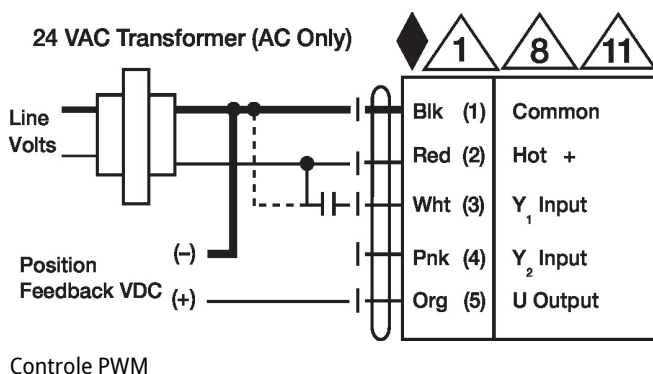 24 VAC Transformer (AC Only)
1 8 11
Line
Volts
Blk (1) Common
Red (2) Hot +
Wht (3) Y1 Input
Pnk (4) Y2 Input
Org (5) U Output
Position
Feedback VDC
(–)
(+)
Controle PWM